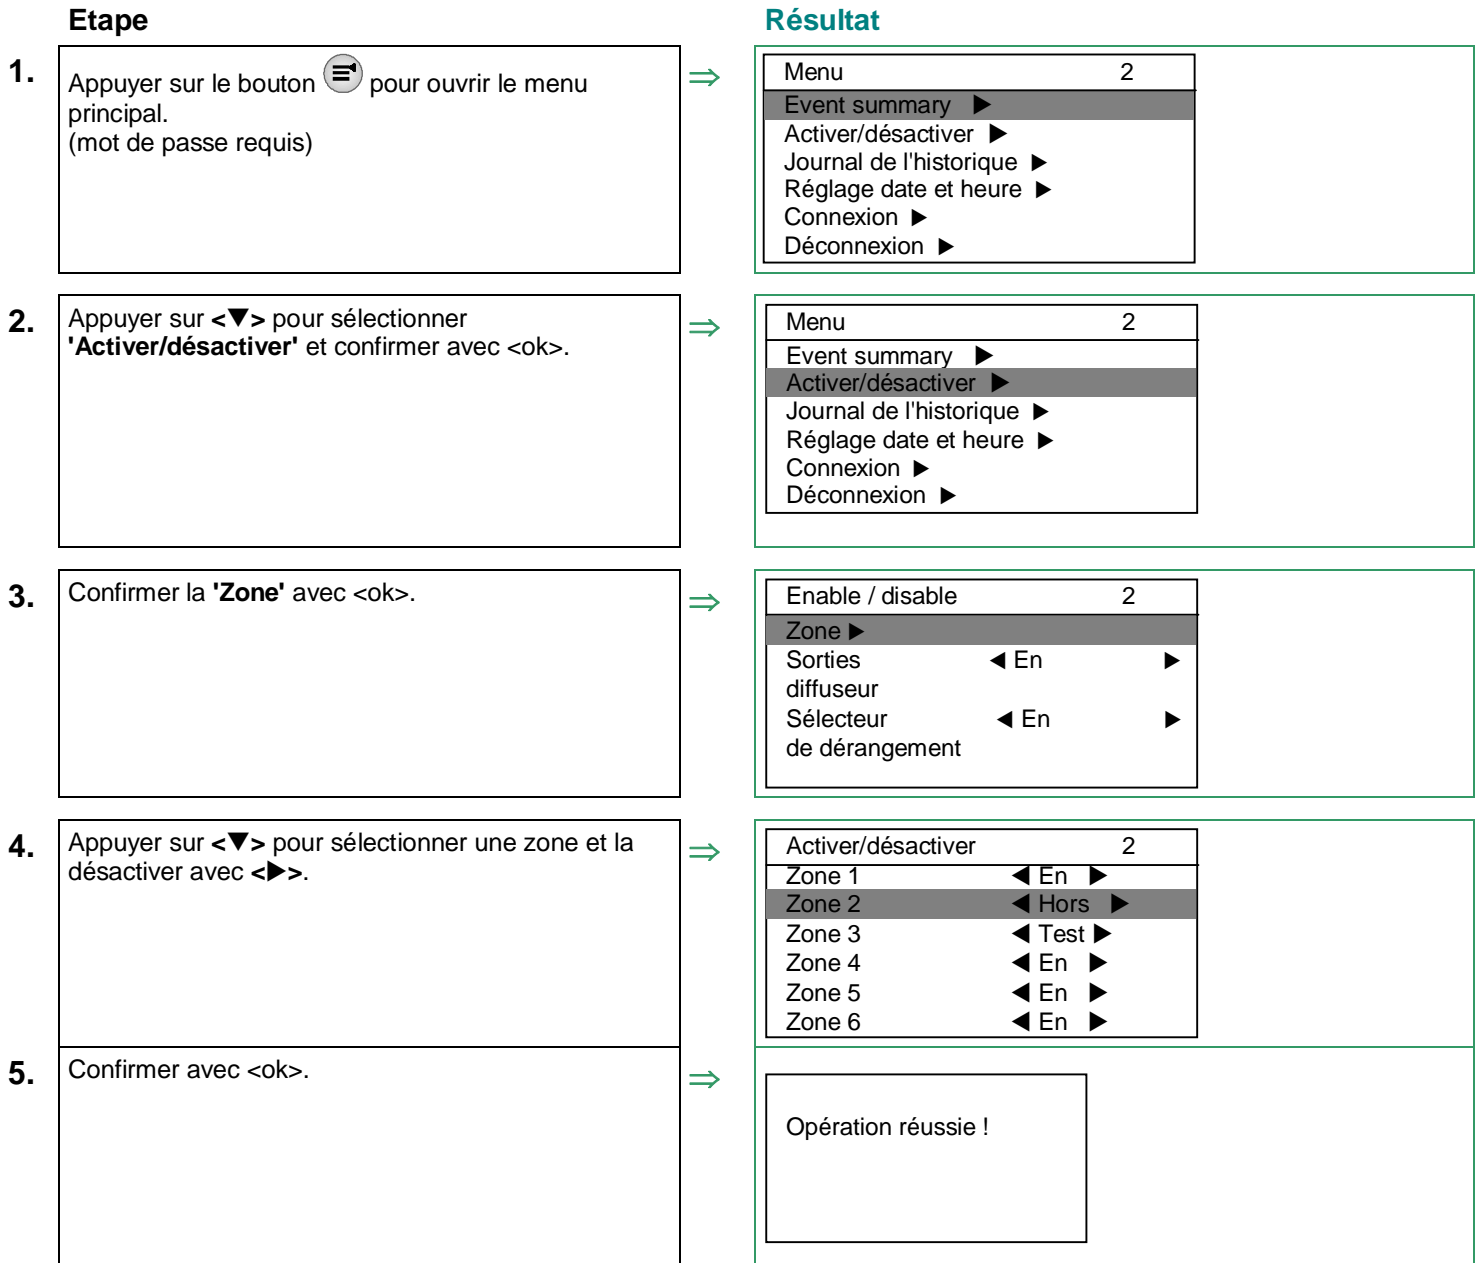 Etape
Résultat
1.
Appuyer sur le bouton pour ouvrir le menu
principal.
(mot de passe requis)
⇒
Menu 2
Event summary ▶
Activer/désactiver ▶
Journal de l'historique ▶
Réglage date et heure ▶
Connexion ▶
Déconnexion ▶
2.
Appuyer sur <▼> pour sélectionner
'Activer/désactiver' et confirmer avec <ok>.
⇒
Menu 2
Event summary ▶
Activer/désactiver ▶
Journal de l'historique ▶
Réglage date et heure ▶
Connexion ▶
Déconnexion ▶
3.
Confirmer la 'Zone' avec <ok>.
⇒
Enable / disable 2
Zone ▶
Sorties ◀ En ▶
diffuseur
Sélecteur ◀ En ▶
de dérangement
4.
Appuyer sur <▼> pour sélectionner une zone et la
désactiver avec <▶>.
⇒
Activer/désactiver 2
Zone 1 ◀ En ▶
Zone 2 ◀ Hors ▶
Zone 3 ◀ Test ▶
Zone 4 ◀ En ▶
Zone 5 ◀ En ▶
Zone 6 ◀ En ▶
5.
Confirmer avec <ok>.
⇒
Opération réussie !